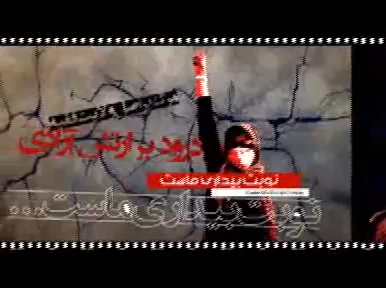 درود بر ارتش آزادی
نوبت بیداری ماست
نوبت بیداری ماست...